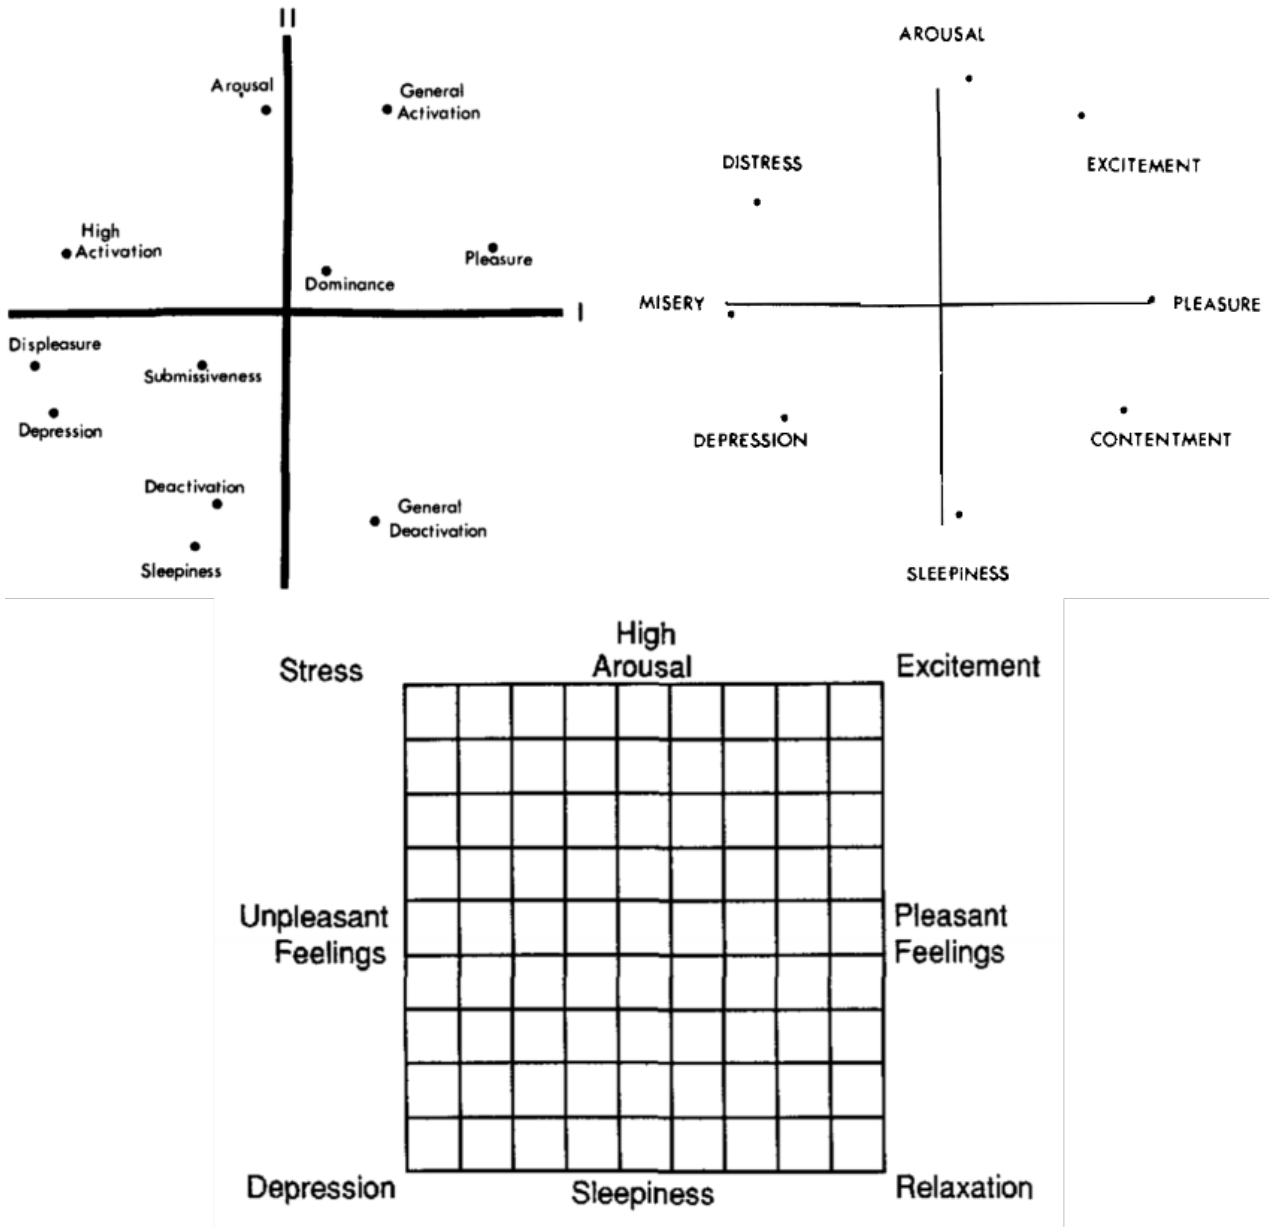 II
Arousal
General
Activation
High
Activation
Pleasure
Dominance
I
Displeasure
Submissiveness
Depression
Deactivation
General
Deactivation
Sleepiness
AROUSAL
DISTRESS
EXCITEMENT
MISERY
PLEASURE
DEPRESSION
CONTENTMENT
SLEEPINESS
Stress
High
Arousal
Excitement
Unpleasant
Feelings
Pleasant
Feelings
Depression
Sleepiness
Relaxation